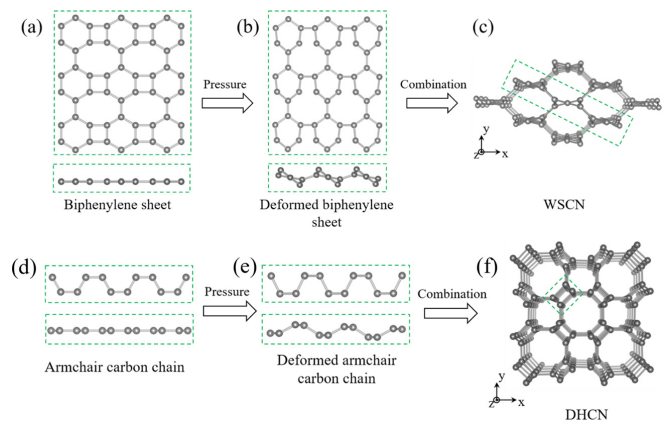 (a)
(b)
(c)
Pressure
Combination
y
z
x
Biphenylene sheet
Deformed biphenylene
sheet
WSCN
(d)
(e)
(f)
Pressure
Combination
Armchair carbon chain
Deformed armchair
carbon chain
y
z
x
DHCN